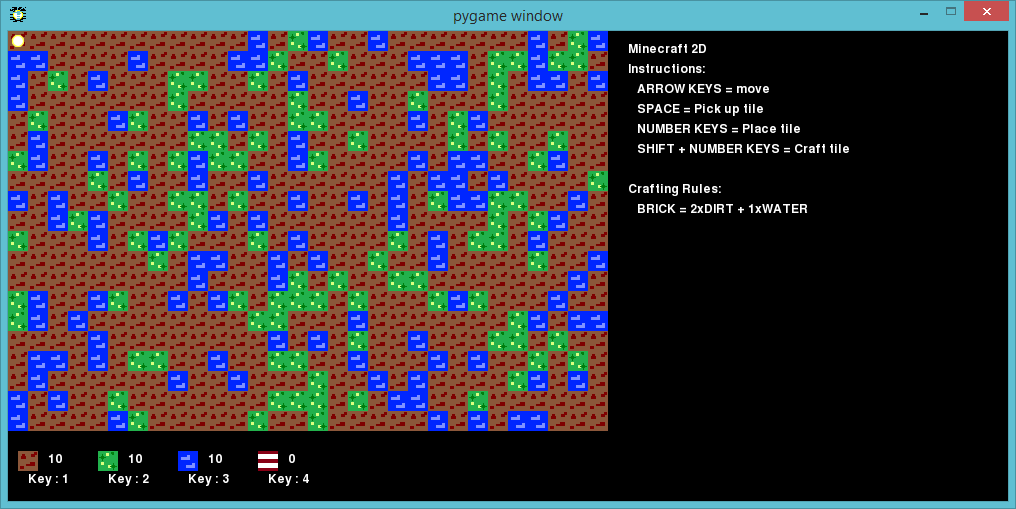 pygame window
Minecraft 2D
Instructions:
ARROW KEYS = move
SPACE = Pick up tile
NUMBER KEYS = Place tile
SHIFT + NUMBER KEYS = Craft tile
Crafting Rules:
BRICK = 2xDIRT + 1xWATER
10 10 10 0
Key : 1 Key : 2 Key : 3 Key : 4